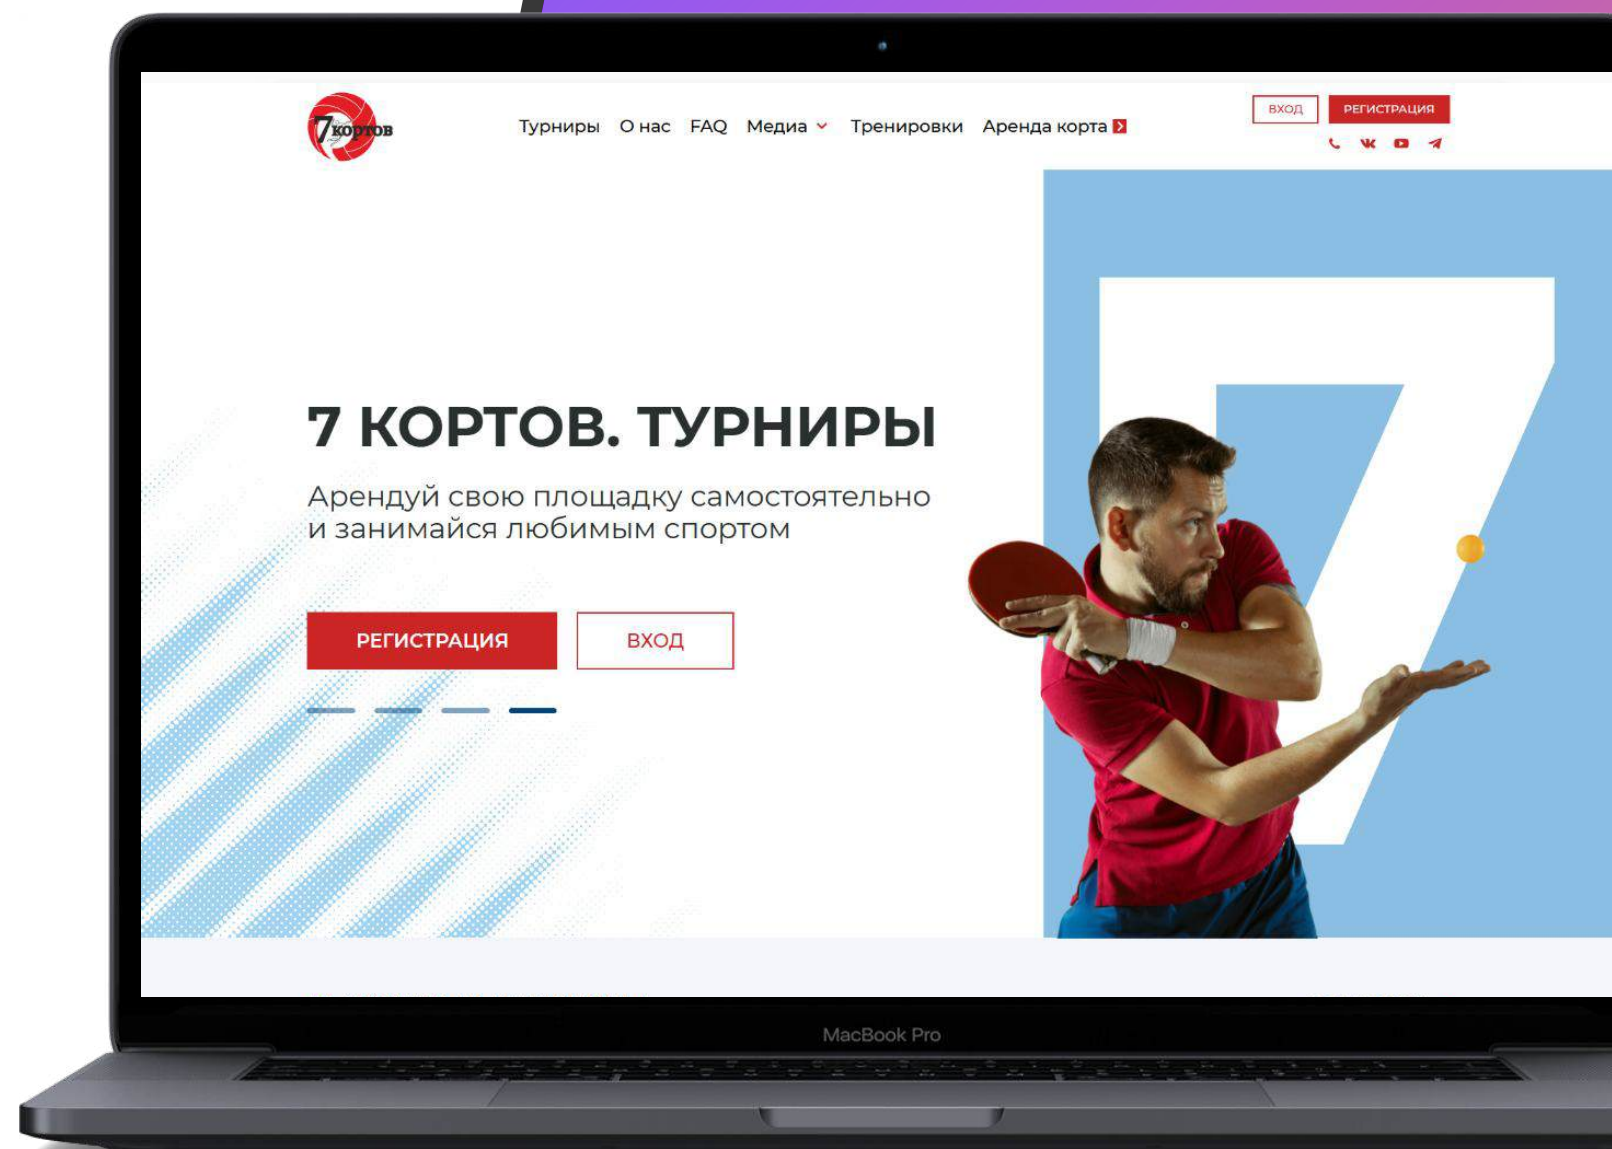 7кортов
Турниры О нас FAQ Медиа Тренировки Аренда корта
ВХОД РЕГИСТРАЦИЯ
7
7 КОРТОВ. ТУРНИРЫ
Арендуй свою площадку самостоятельно
и занимайся любимым спортом
РЕГИСТРАЦИЯ ВХОД
MacBook Pro